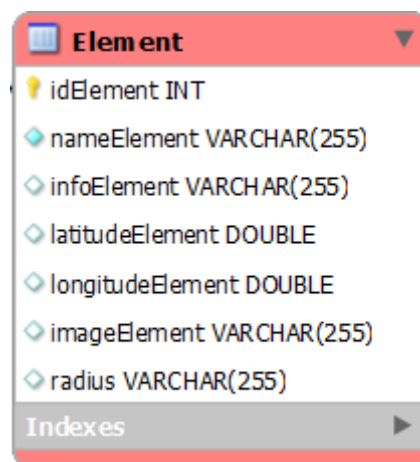 Element
idElement INT
nameElement VARCHAR(255)
infoElement VARCHAR(255)
latitudeElement DOUBLE
longitudeElement DOUBLE
imageElement VARCHAR(255)
radius VARCHAR(255)
Indexes